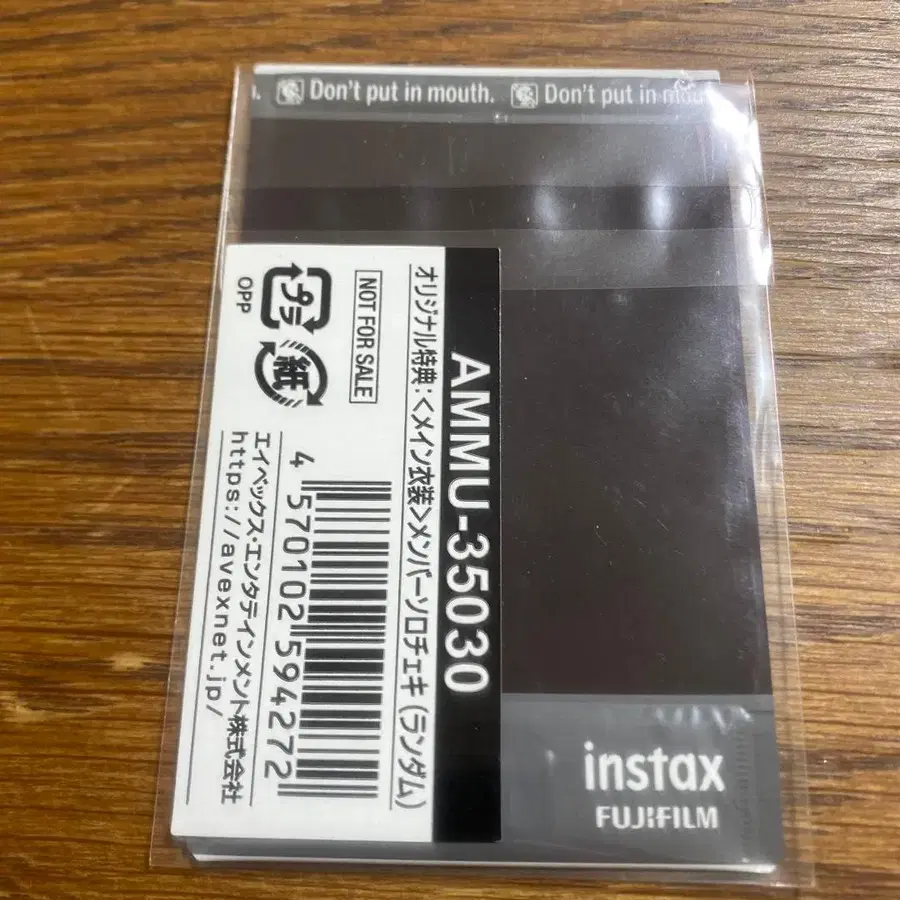 Don't put in mouth. Don't put in
AMMU-35030
オリジナル特典:<メイン衣装>メンバーソロチェキ (ランダム)
NOT FOR SALE
プラ
OPP
紙
4 570102 594272
エイベックス・エンタテインメント株式会社
https://avexnet.jp/
instax
FUJIFILM